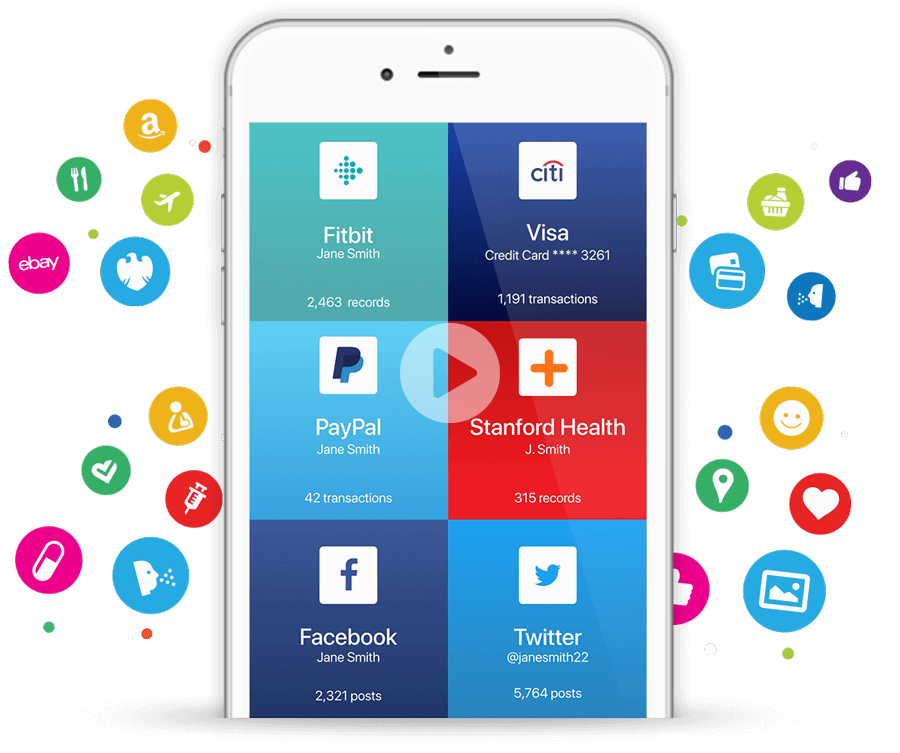 a
ebay
Fitbit
Jane Smith
2,463 records
citi
Visa
Credit Card **** 3261
1,191 transactions
PayPal
Jane Smith
42 transactions
Stanford Health
J. Smith
315 records
f
Facebook
Jane Smith
2,321 posts
Twitter
@janesmith22
5,764 posts